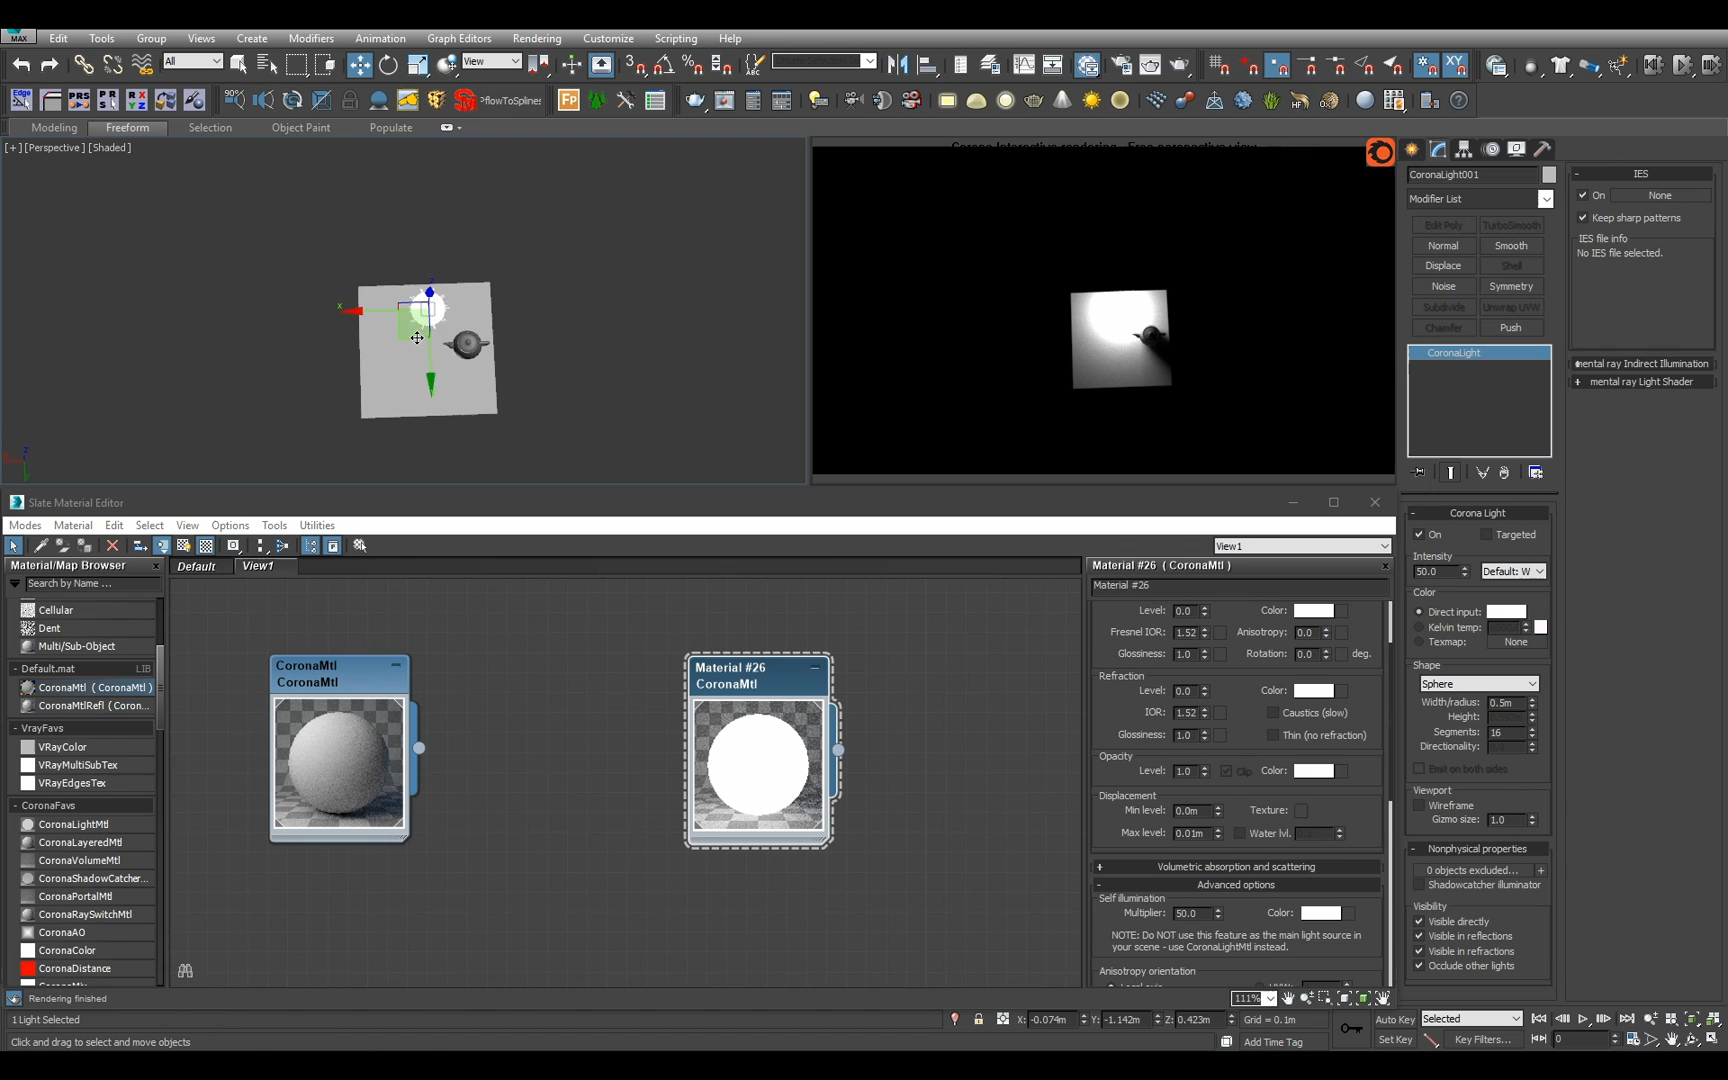 MAX Edit Tools Group Views Create Modifiers Animation Graph Editors Rendering Customize Scripting Help
All View
PflowToSplines
Modeling Freeform Selection Object Paint Populate
[+] [Perspective] [Shaded]
Corona Interactive rendering - Free perspective view
CoronaLight001
Modifier List
Edit Poly TurboSmooth
Normal Smooth
Displace Shell
Noise Symmetry
Subdivide Unwrap UVW
Chamfer Push
CoronaLight
IES
On None
Keep sharp patterns
IES file info
No IES file selected.
mental ray Indirect Illumination
mental ray Light Shader
Corona Light
On Targeted
Intensity
50.0 Default: W
Color
Direct input:
Kelvin temp:
Texmap: None
Shape
Sphere
Width/radius: 0.5m
Height:
Segments: 16
Directionality:
Emit on both sides
Viewport
Wireframe
Gizmo size: 1.0
Nonphysical properties
0 objects excluded... +
Shadowcatcher illuminator
Visibility
Visible directly
Visible in reflections
Visible in refractions
Occlude other lights
Slate Material Editor
Modes Material Edit Select View Options Tools Utilities
View1
Material/Map Browser
Search by Name ...
Cellular
Dent
Multi/Sub-Object
- Default.mat LIB
CoronaMtl ( CoronaMtl )
CoronaMtlRefl ( Coron...
- VrayFavs
VRayColor
VRayMultiSubTex
VRayEdgesTex
- CoronaFavs
CoronaLightMtl
CoronaLayeredMtl
CoronaVolumeMtl
CoronaShadowCatcher...
CoronaPortalMtl
CoronaRaySwitchMtl
CoronaAO
CoronaColor
CoronaDistance
Default View1
CoronaMtl
CoronaMtl
Material #26
CoronaMtl
Material #26 ( CoronaMtl )
Material #26
Level: 0.0 Color:
Fresnel IOR: 1.52 Anisotropy: 0.0
Glossiness: 1.0 Rotation: 0.0 deg.
Refraction
Level: 0.0 Color:
IOR: 1.52 Caustics (slow)
Glossiness: 1.0 Thin (no refraction)
Opacity
Level: 1.0 Clip Color:
Displacement
Min level: 0.0m Texture:
Max level: 0.01m Water lvl.
+ Volumetric absorption and scattering
- Advanced options
Self illumination
Multiplier: 50.0 Color:
NOTE: Do NOT use this feature as the main light source in
your scene - use CoronaLightMtl instead.
Anisotropy orientation
Rendering finished
111%
1 Light Selected
X: -0.074m Y: -1.142m Z: 0.423m Grid = 0.1m
Auto Key Selected
Click and drag to select and move objects
Add Time Tag
Set Key Key Filters... 0